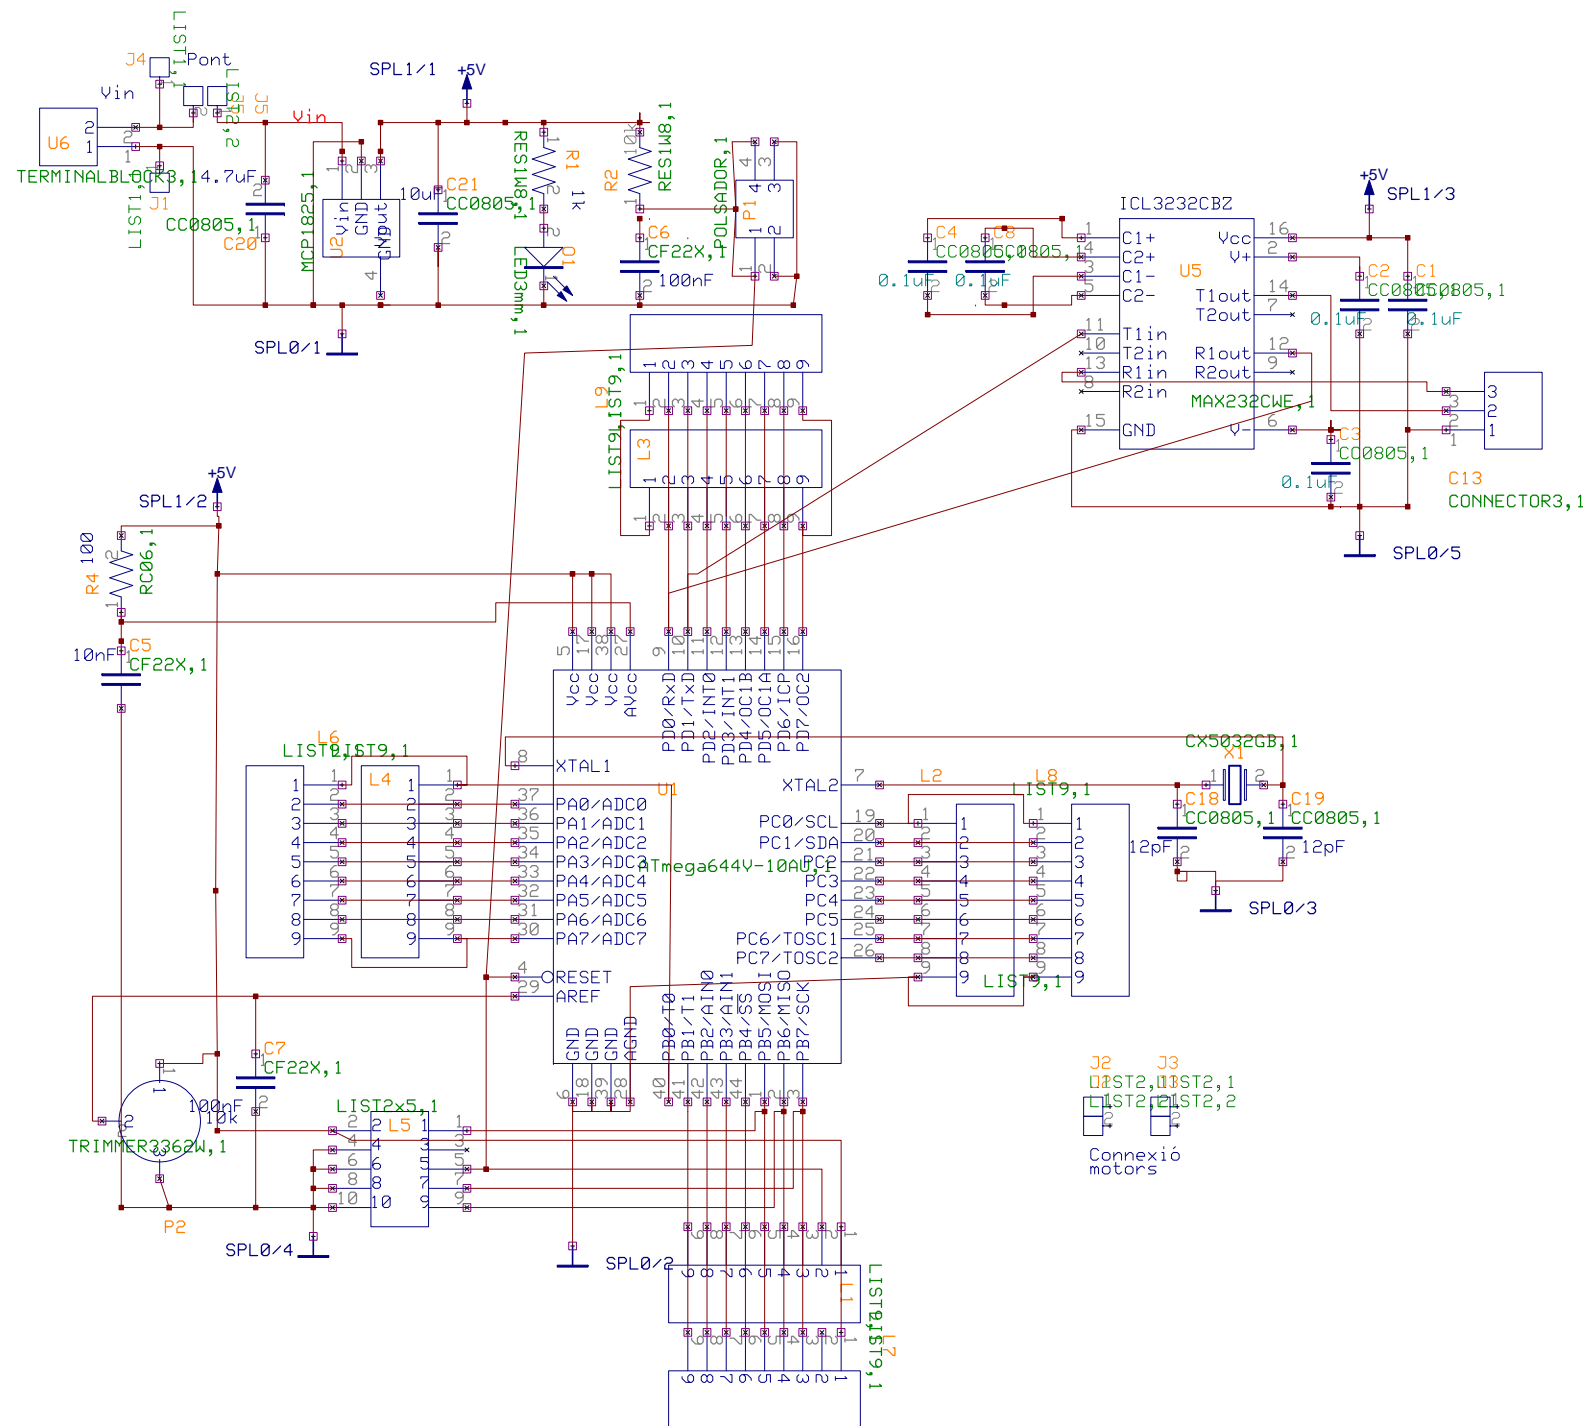 LIST1,1
J4
Pont
Vin
LIST2,2
J5
Vin
SPL1/1
+5V
U6
2
1
TERMINALBLOCK3,1
J1
LIST1,1
4.7uF
CC0805,1
C20
MCP1825,1
U2
Vin
GND
Vout
GND
10uF
C21
CC0805,1
RES1W8,1
R1
1k
D1
LED3mm,1
10k
R2
RES1W8,1
C6
CF22X,1
100nF
POLSADOR,1
P1
SPL0/1
ICL3232CBZ
+5V
SPL1/3
C4
CC0805,1
0.1uF
C8
CC0805,1
0.1uF
U5
C1+
C2+
C1-
C2-
T1in
T2in
R1in
R2in
GND
Vcc
V+
T1out
T2out
R1out
R2out
V-
MAX232CWE,1
C2
CC0805,1
0.1uF
C1
CC0805,1
0.1uF
C3
CC0805,1
0.1uF
C13
CONNECTOR3,1
SPL0/5
L9
LIST9,1
L3
LIST9,1
+5V
SPL1/2
100
R4
RC06,1
C5
10nF
CF22X,1
Vcc
Vcc
Vcc
AVcc
PD0/RxD
PD1/TxD
PD2/INT0
PD3/INT1
PD4/OC1B
PD5/OC1A
PD6/ICP
PD7/OC2
L6
LIST9,1
LIST9,1
L4
U1
ATmega644V-10AU,1
XTAL1
PA0/ADC0
PA1/ADC1
PA2/ADC2
PA3/ADC3
PA4/ADC4
PA5/ADC5
PA6/ADC6
PA7/ADC7
RESET
AREF
XTAL2
PC0/SCL
PC1/SDA
PC2
PC3
PC4
PC5
PC6/TOSC1
PC7/TOSC2
GND
GND
GND
AGND
PB0/T0
PB1/T1
PB2/AIN0
PB3/AIN1
PB4/SS
PB5/MOSI
PB6/MISO
PB7/SCK
L2
L8
LIST9,1
LIST9,1
CX5032GB,1
X1
C18
CC0805,1
12pF
C19
CC0805,1
12pF
SPL0/3
C7
CF22X,1
100nF
10k
TRIMMER3362W,1
P2
LIST2x5,1
L5
SPL0/4
SPL0/2
L1
LIST9,1
LIST9,1
L7
J2
J3
LIST2,1
LIST2,1
LIST2,2
LIST2,2
Connexió
motors